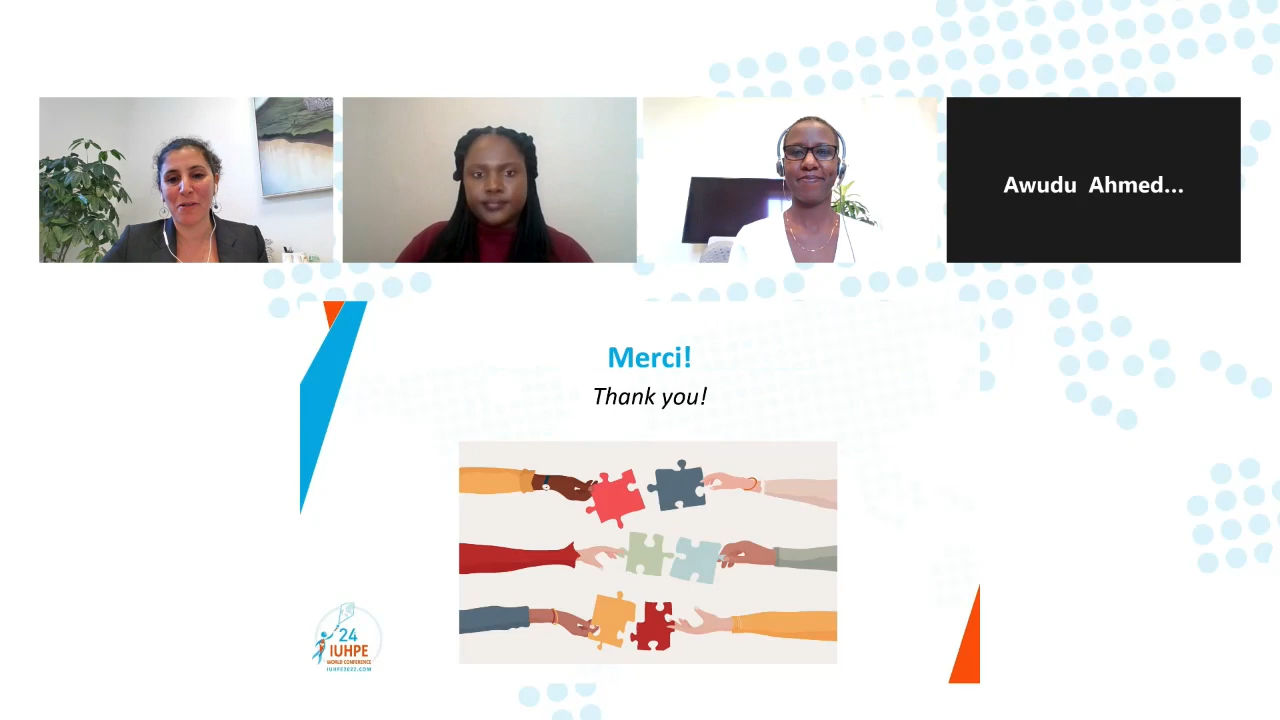 Awudu Ahmed...
Merci!
Thank you!
24
IUHPE
WORLD CONFERENCE
IUHPE2022.COM